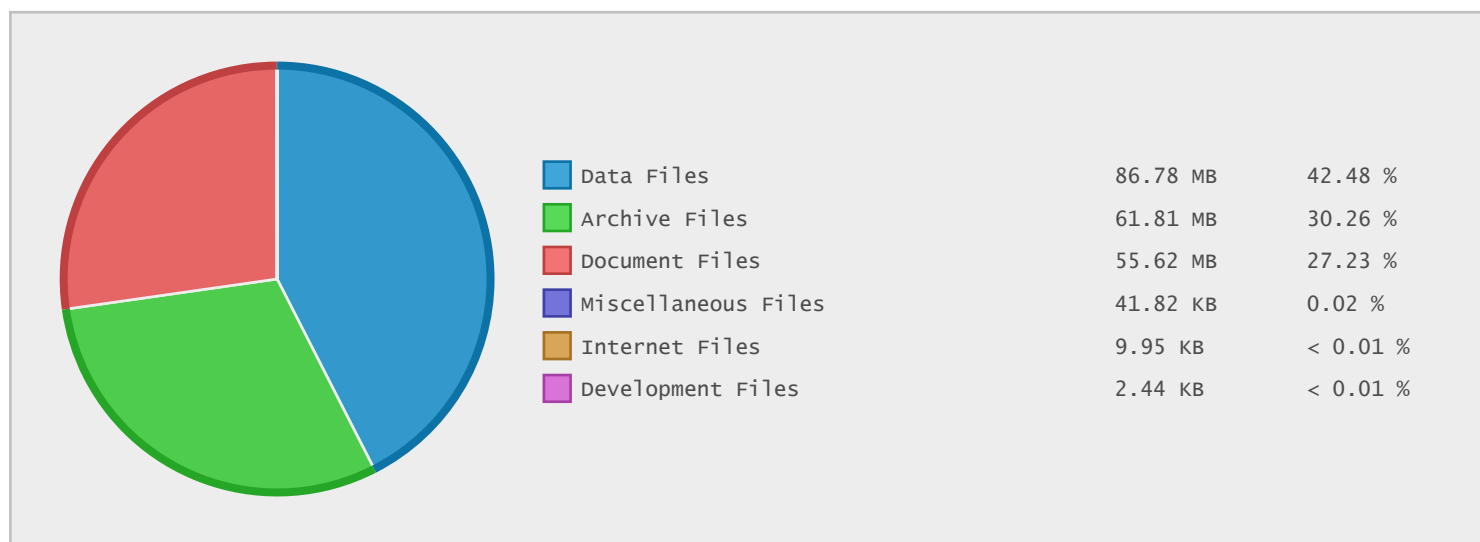 Data Files 86.78 MB 42.48 %
Archive Files 61.81 MB 30.26 %
Document Files 55.62 MB 27.23 %
Miscellaneous Files 41.82 KB 0.02 %
Internet Files 9.95 KB < 0.01 %
Development Files 2.44 KB < 0.01 %